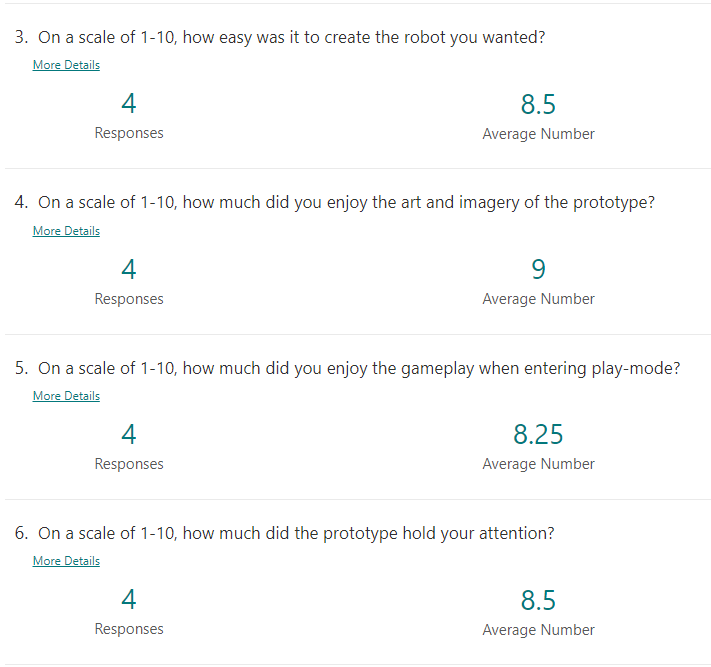 3. On a scale of 1-10, how easy was it to create the robot you wanted?
More Details
4 8.5
Responses Average Number
4. On a scale of 1-10, how much did you enjoy the art and imagery of the prototype?
More Details
4 9
Responses Average Number
5. On a scale of 1-10, how much did you enjoy the gameplay when entering play-mode?
More Details
4 8.25
Responses Average Number
6. On a scale of 1-10, how much did the prototype hold your attention?
More Details
4 8.5
Responses Average Number